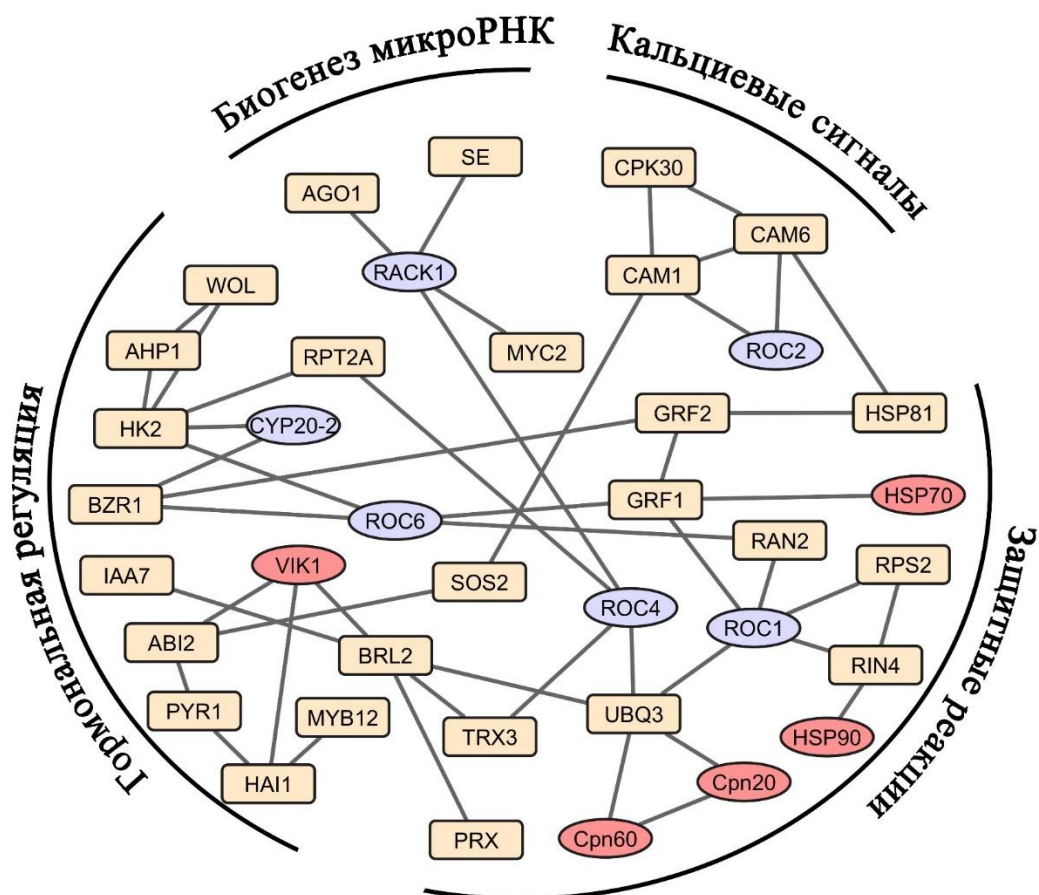 Биогенез микроРНК
Кальциевые сигналы
SE
CPK30
AGO1
CAM6
RACK1
CAM1
WOL
AHP1
RPT2A
MYC2
ROC2
HK2
CYP20-2
GRF2
HSP81
BZR1
ROC6
GRF1
HSP70
RAN2
IAA7
VIK1
SOS2
RPS2
ROC4
ROC1
ABI2
BRL2
RIN4
PYR1
MYB12
TRX3
UBQ3
HSP90
HAI1
Cpn20
PRX
Cpn60
Гормональная регуляция
Защитные реакции